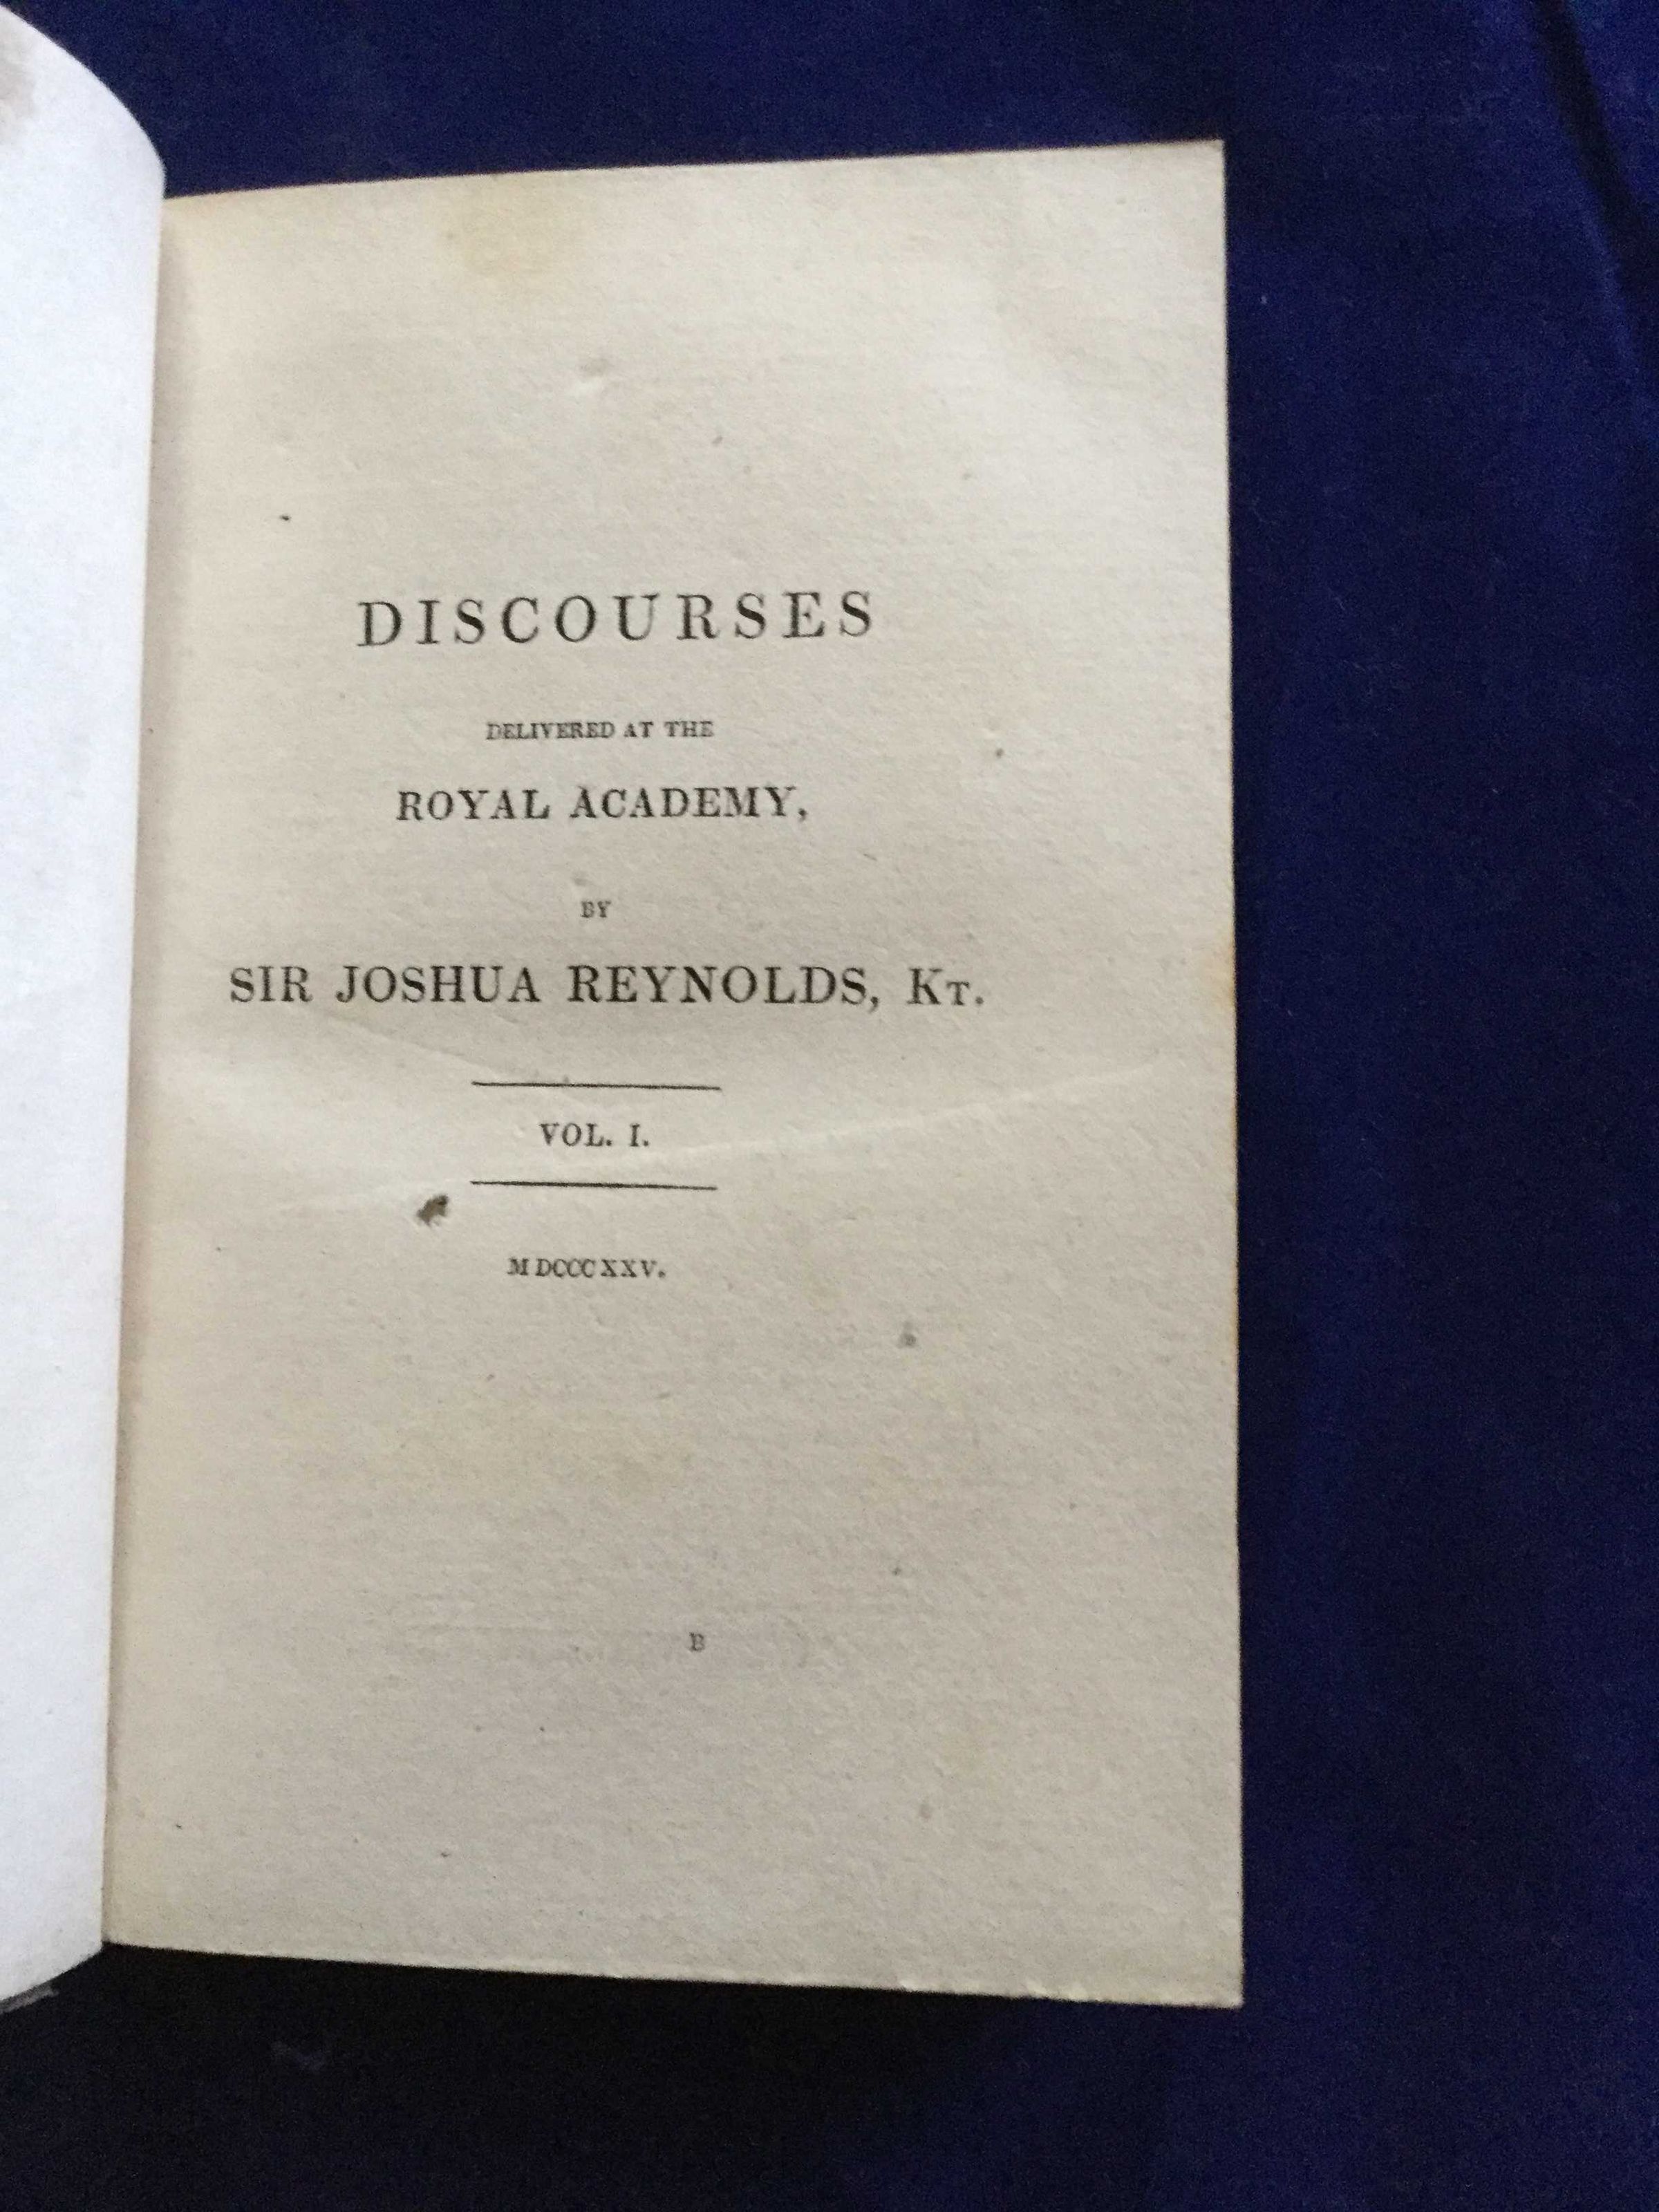 DISCOURSES
DELIVERED AT THE
ROYAL ACADEMY,
BY
SIR JOSHUA REYNOLDS, KT.
VOL. I.
MDCCCXXV.
B